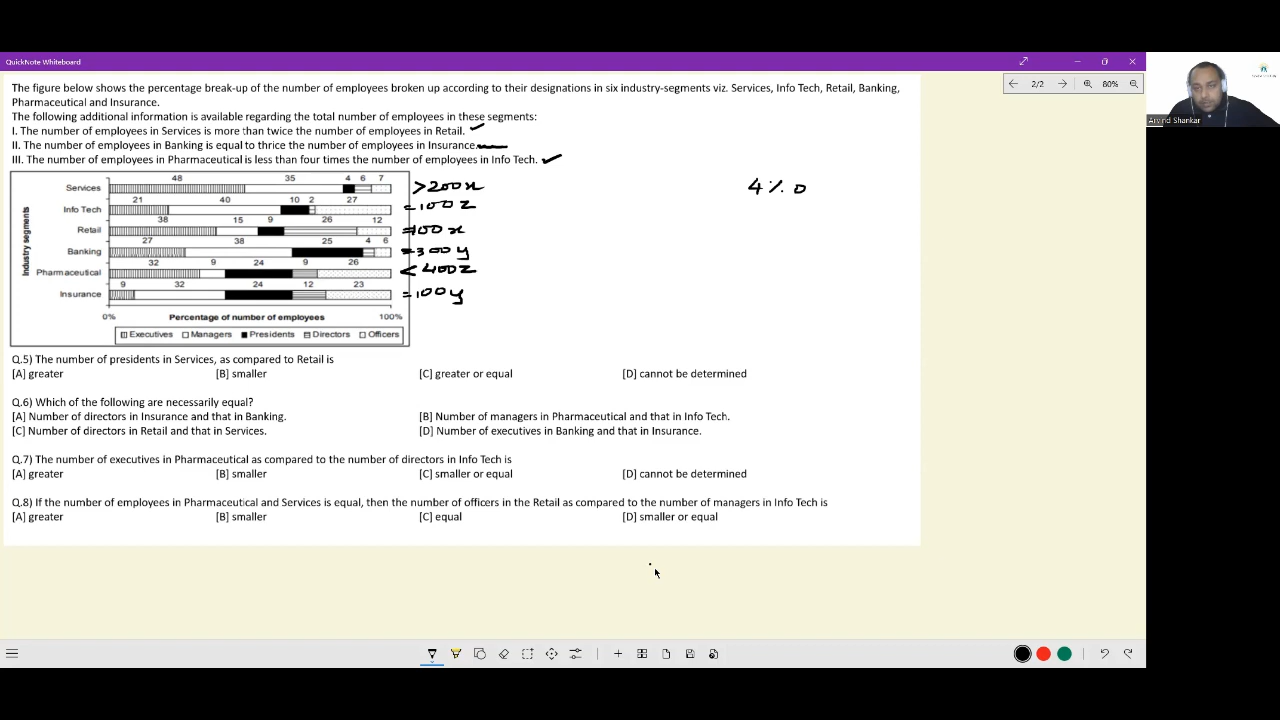 QuickNote Whiteboard
2/2
80%
Arvind Shankar
The figure below shows the percentage break-up of the number of employees broken up according to their designations in six industry-segments viz. Services, Info Tech, Retail, Banking,
Pharmaceutical and Insurance.
The following additional information is available regarding the total number of employees in these segments:
I. The number of employees in Services is more than twice the number of employees in Retail.
II. The number of employees in Banking is equal to thrice the number of employees in Insurance.
III. The number of employees in Pharmaceutical is less than four times the number of employees in Info Tech.
Industry segments
48 35 4 6 7
Services >200x 4% o
21 40 10 2 27
Info Tech =100z
38 15 9 26 12
Retail =100x
27 38 25 4 6
Banking =300y
32 9 24 9 26
Pharmaceutical <400z
9 32 24 12 23
Insurance =100y
0% Percentage of number of employees 100%
Executives Managers Presidents Directors Officers
Q.5) The number of presidents in Services, as compared to Retail is
[A] greater [B] smaller [C] greater or equal [D] cannot be determined
Q.6) Which of the following are necessarily equal?
[A] Number of directors in Insurance and that in Banking. [B] Number of managers in Pharmaceutical and that in Info Tech.
[C] Number of directors in Retail and that in Services. [D] Number of executives in Banking and that in Insurance.
Q.7) The number of executives in Pharmaceutical as compared to the number of directors in Info Tech is
[A] greater [B] smaller [C] smaller or equal [D] cannot be determined
Q.8) If the number of employees in Pharmaceutical and Services is equal, then the number of officers in the Retail as compared to the number of managers in Info Tech is
[A] greater [B] smaller [C] equal [D] smaller or equal